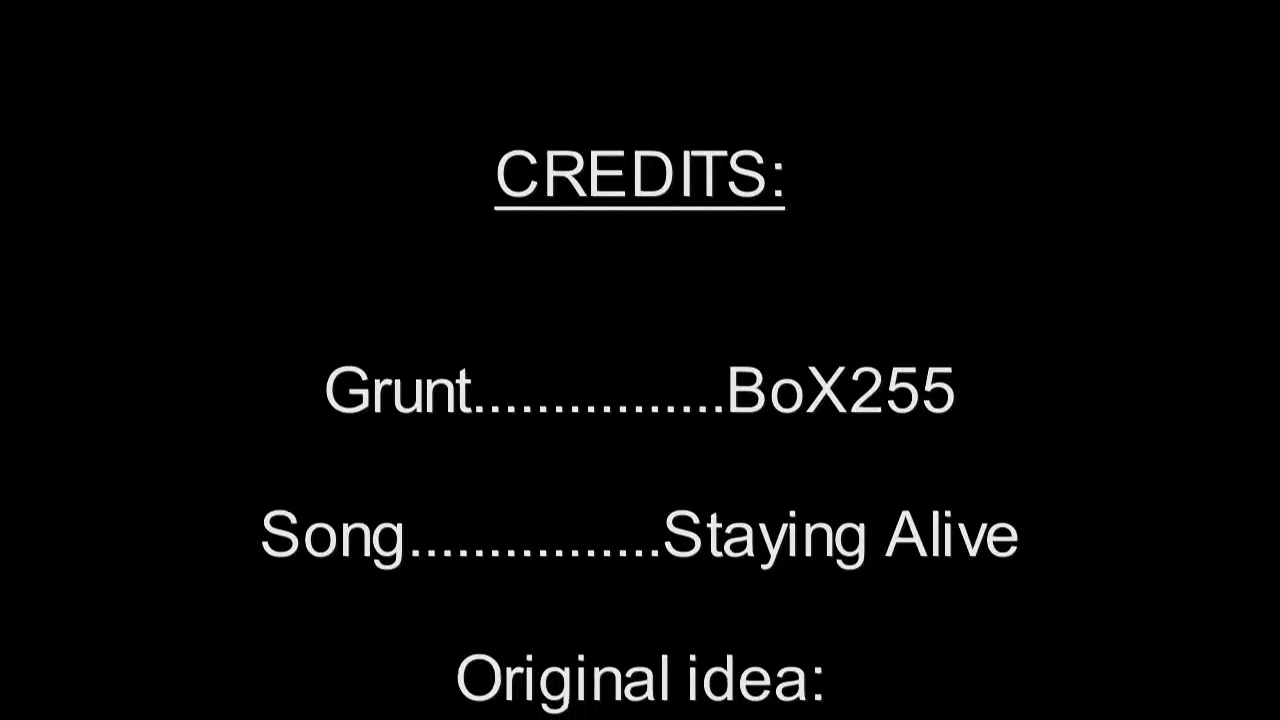 CREDITS:
Grunt................BoX255
Song................Staying Alive
Original idea: